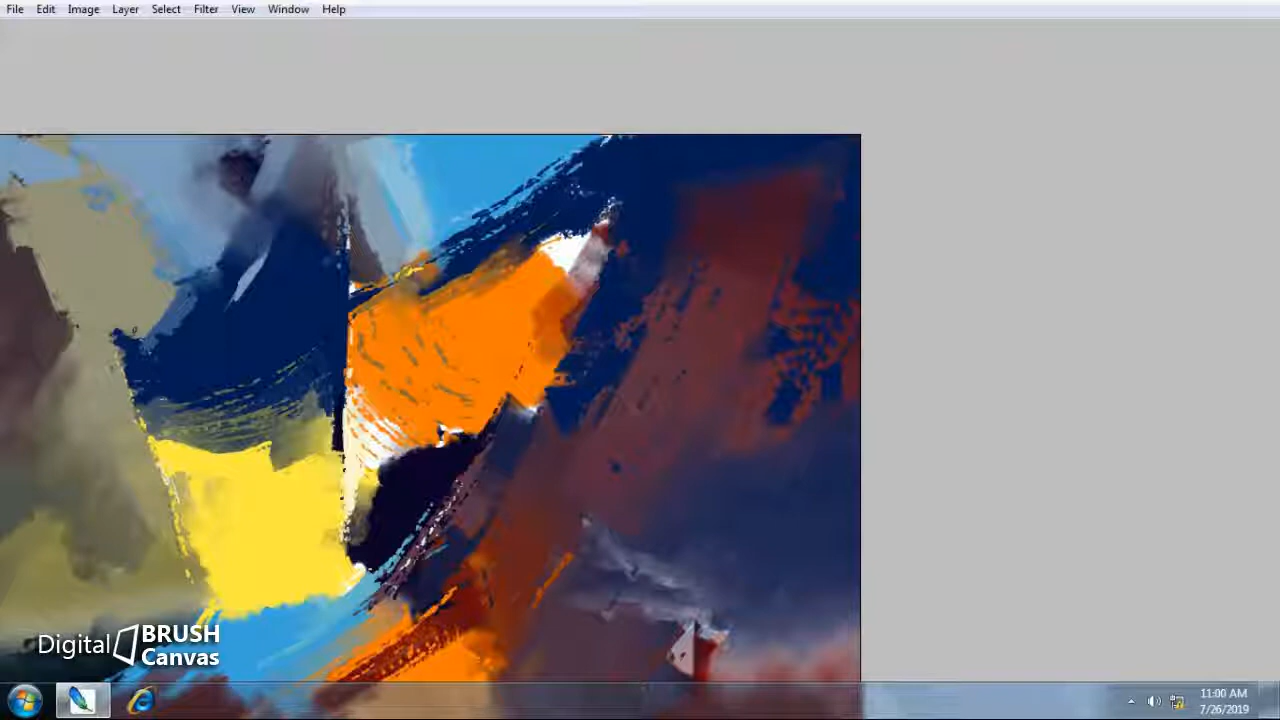 File Edit Image Layer Select Filter View Window Help
Digital BRUSH Canvas
11:00 AM
7/26/2019